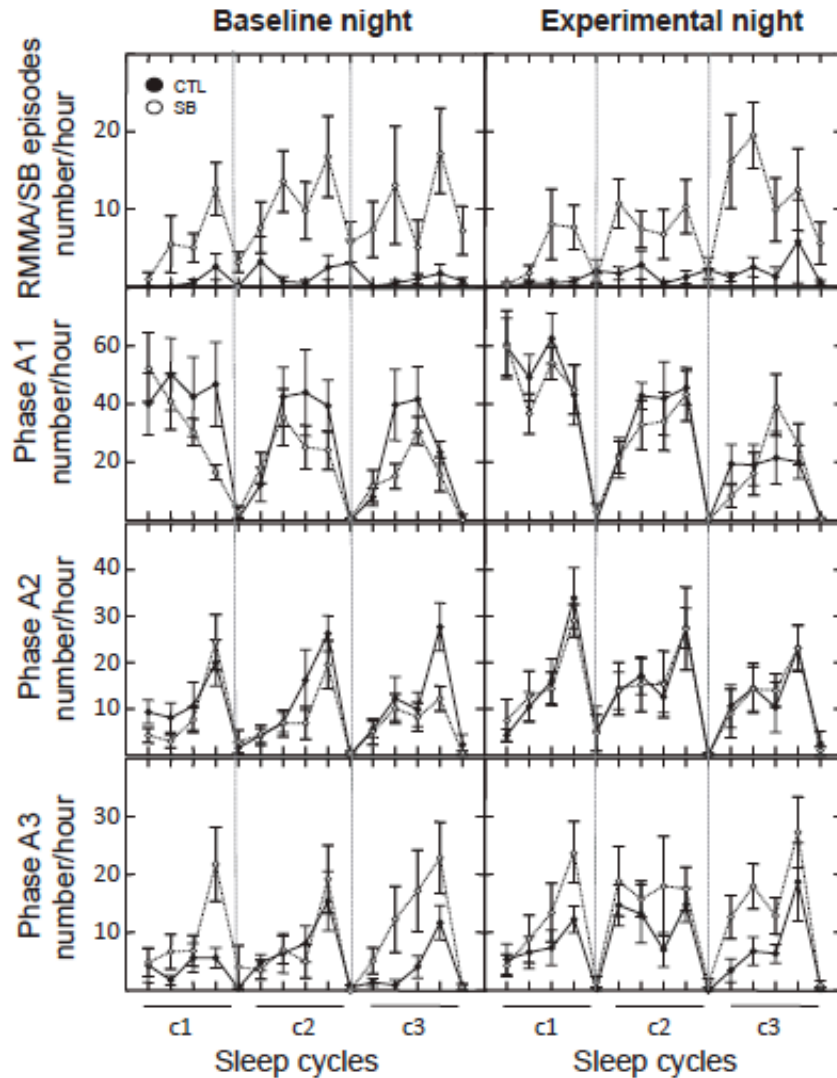 Baseline night Experimental night
CTL
SB
RMMA/SB episodes
number/hour
20
10
Phase A1
number/hour
60
40
20
Phase A2
number/hour
40
30
20
10
Phase A3
number/hour
30
20
10
c1 c2 c3 c1 c2 c3
Sleep cycles Sleep cycles